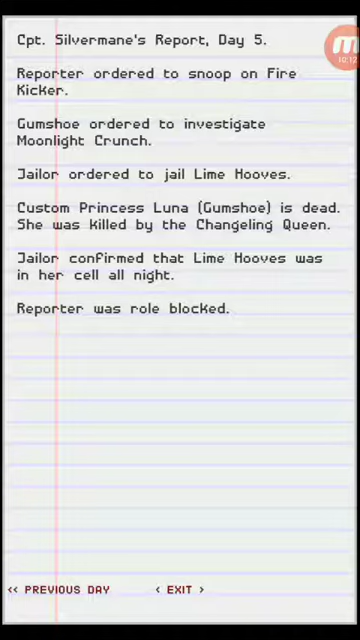 Cpt. Silvermane's Report, Day 5.
Reporter ordered to snoop on Fire
Kicker.
Gumshoe ordered to investigate
Moonlight Crunch.
Jailor ordered to jail Lime Hooves.
Custom Princess Luna (Gumshoe) is dead.
She was killed by the Changeling Queen.
Jailor confirmed that Lime Hooves was
in her cell all night.
Reporter was role blocked.
<< PREVIOUS DAY
< EXIT >
10:12